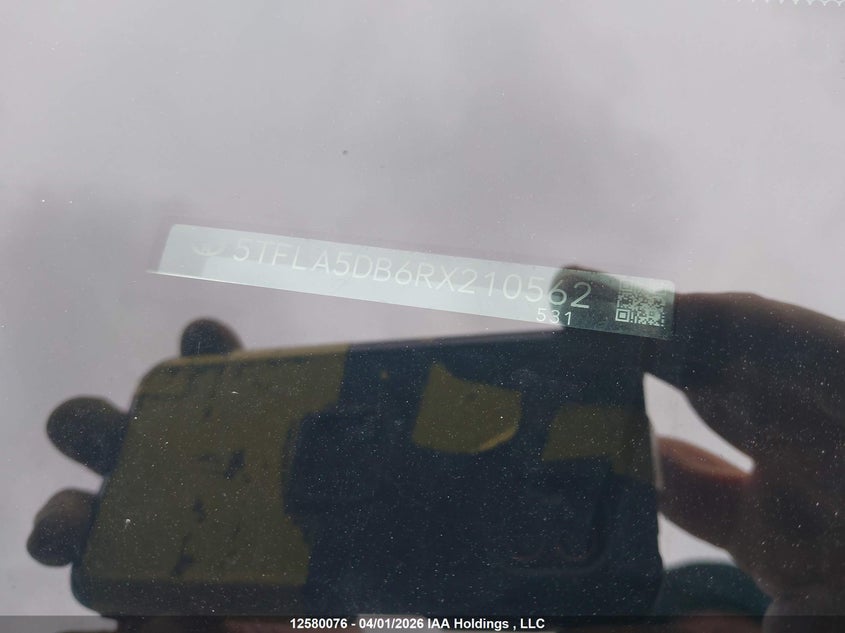 5TFLA5DB6RX210562
531
12580076 - 04/01/2026 IAA Holdings , LLC